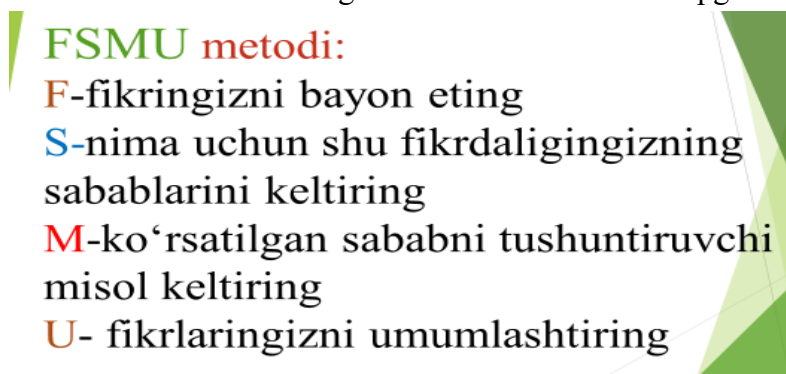 FSMU metodi:
F-fikringizni bayon eting
S-nima uchun shu fikrdaligingizning
sabablarini keltiring
M-ko‘rsatilgan sababni tushuntiruvchi
misol keltiring
U- fikrlaringizni umumlashtiring